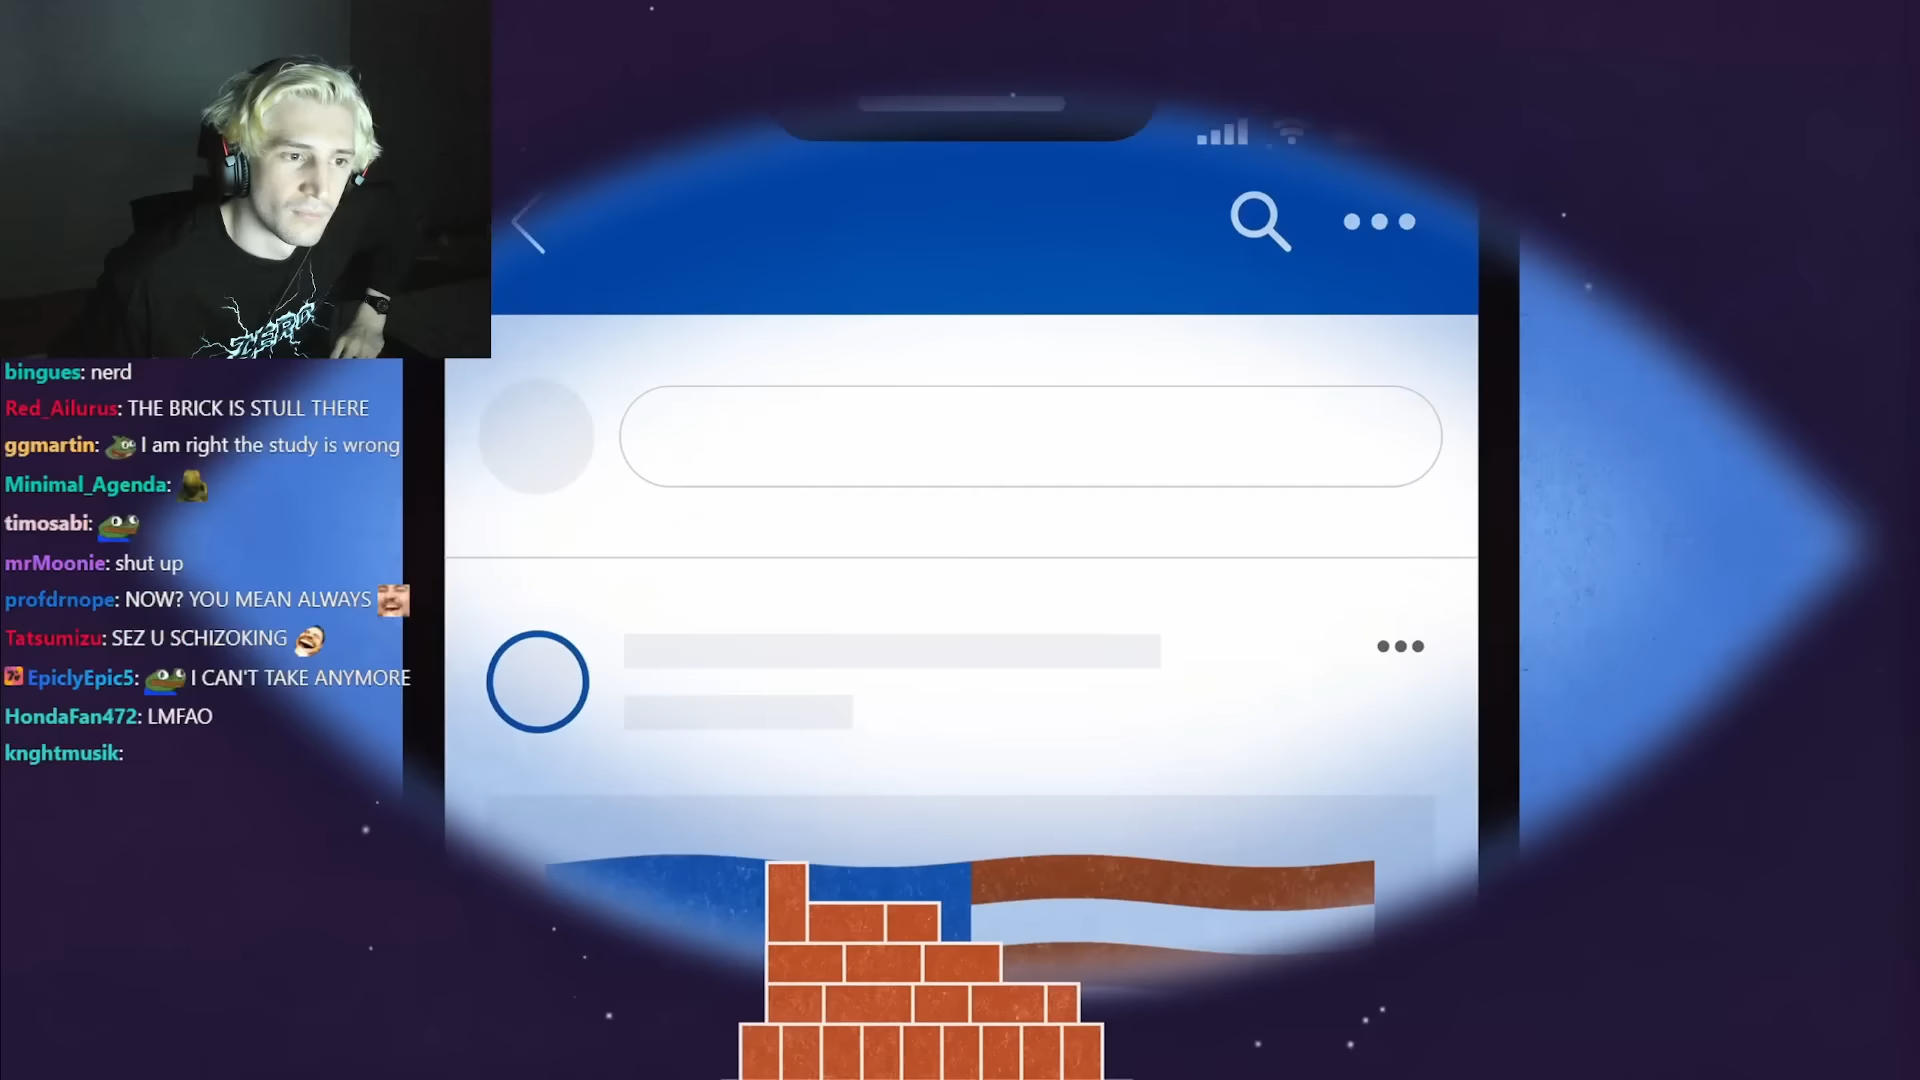 ZERO
bingues: nerd
Red_Ailurus: THE BRICK IS STULL THERE
ggmartin: I am right the study is wrong
Minimal_Agenda:
timosabi:
mrMoonie: shut up
profdrnope: NOW? YOU MEAN ALWAYS
Tatsumizu: SEZ U SCHIZOKING
EpiclyEpic5: I CAN'T TAKE ANYMORE
HondaFan472: LMFAO
knghtmusik: